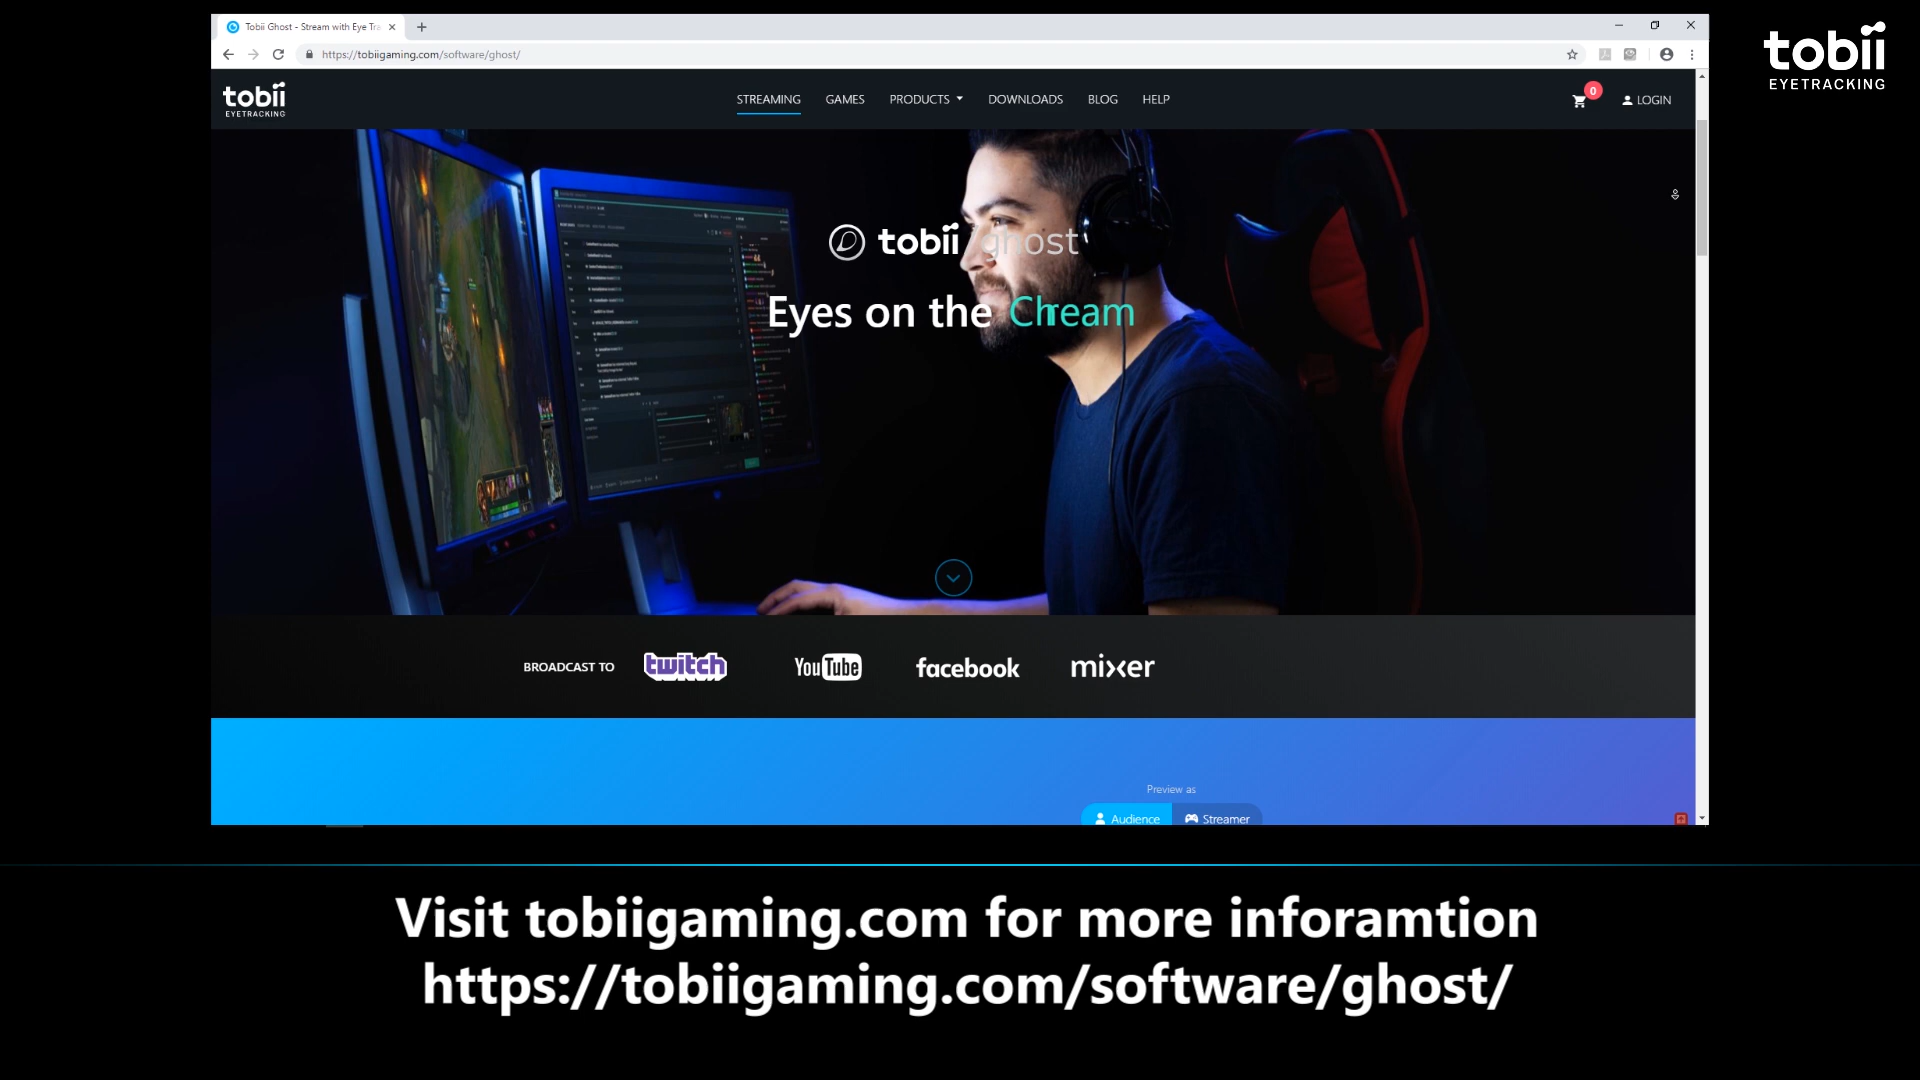 Tobii Ghost - Stream with Eye Tra
https://tobiigaming.com/software/ghost/
tobii
EYETRACKING
tobii
EYETRACKING
STREAMING GAMES PRODUCTS DOWNLOADS BLOG HELP
0
LOGIN
tobii/ghost
Eyes on the
BROADCAST TO twitch YouTube facebook mixer
Preview as
Audience Streamer
Visit tobiigaming.com for more inforamtion
https://tobiigaming.com/software/ghost/